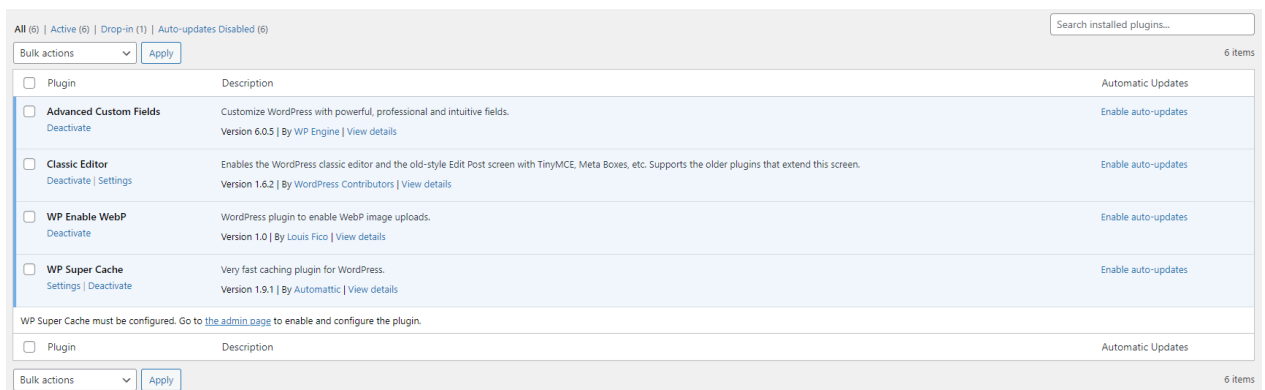 All (6) | Active (6) | Drop-in (1) | Auto-updates Disabled (6)
Search installed plugins...
Bulk actions Apply 6 items
Plugin Description Automatic Updates
Advanced Custom Fields Customize WordPress with powerful, professional and intuitive fields. Enable auto-updates
Deactivate Version 6.0.5 | By WP Engine | View details
Classic Editor Enables the WordPress classic editor and the old-style Edit Post screen with TinyMCE, Meta Boxes, etc. Supports the older plugins that extend this screen. Enable auto-updates
Deactivate | Settings Version 1.6.2 | By WordPress Contributors | View details
WP Enable WebP WordPress plugin to enable WebP image uploads. Enable auto-updates
Deactivate Version 1.0 | By Louis Fico | View details
WP Super Cache Very fast caching plugin for WordPress. Enable auto-updates
Settings | Deactivate Version 1.9.1 | By Automattic | View details
WP Super Cache must be configured. Go to the admin page to enable and configure the plugin.
Plugin Description Automatic Updates
Bulk actions Apply 6 items